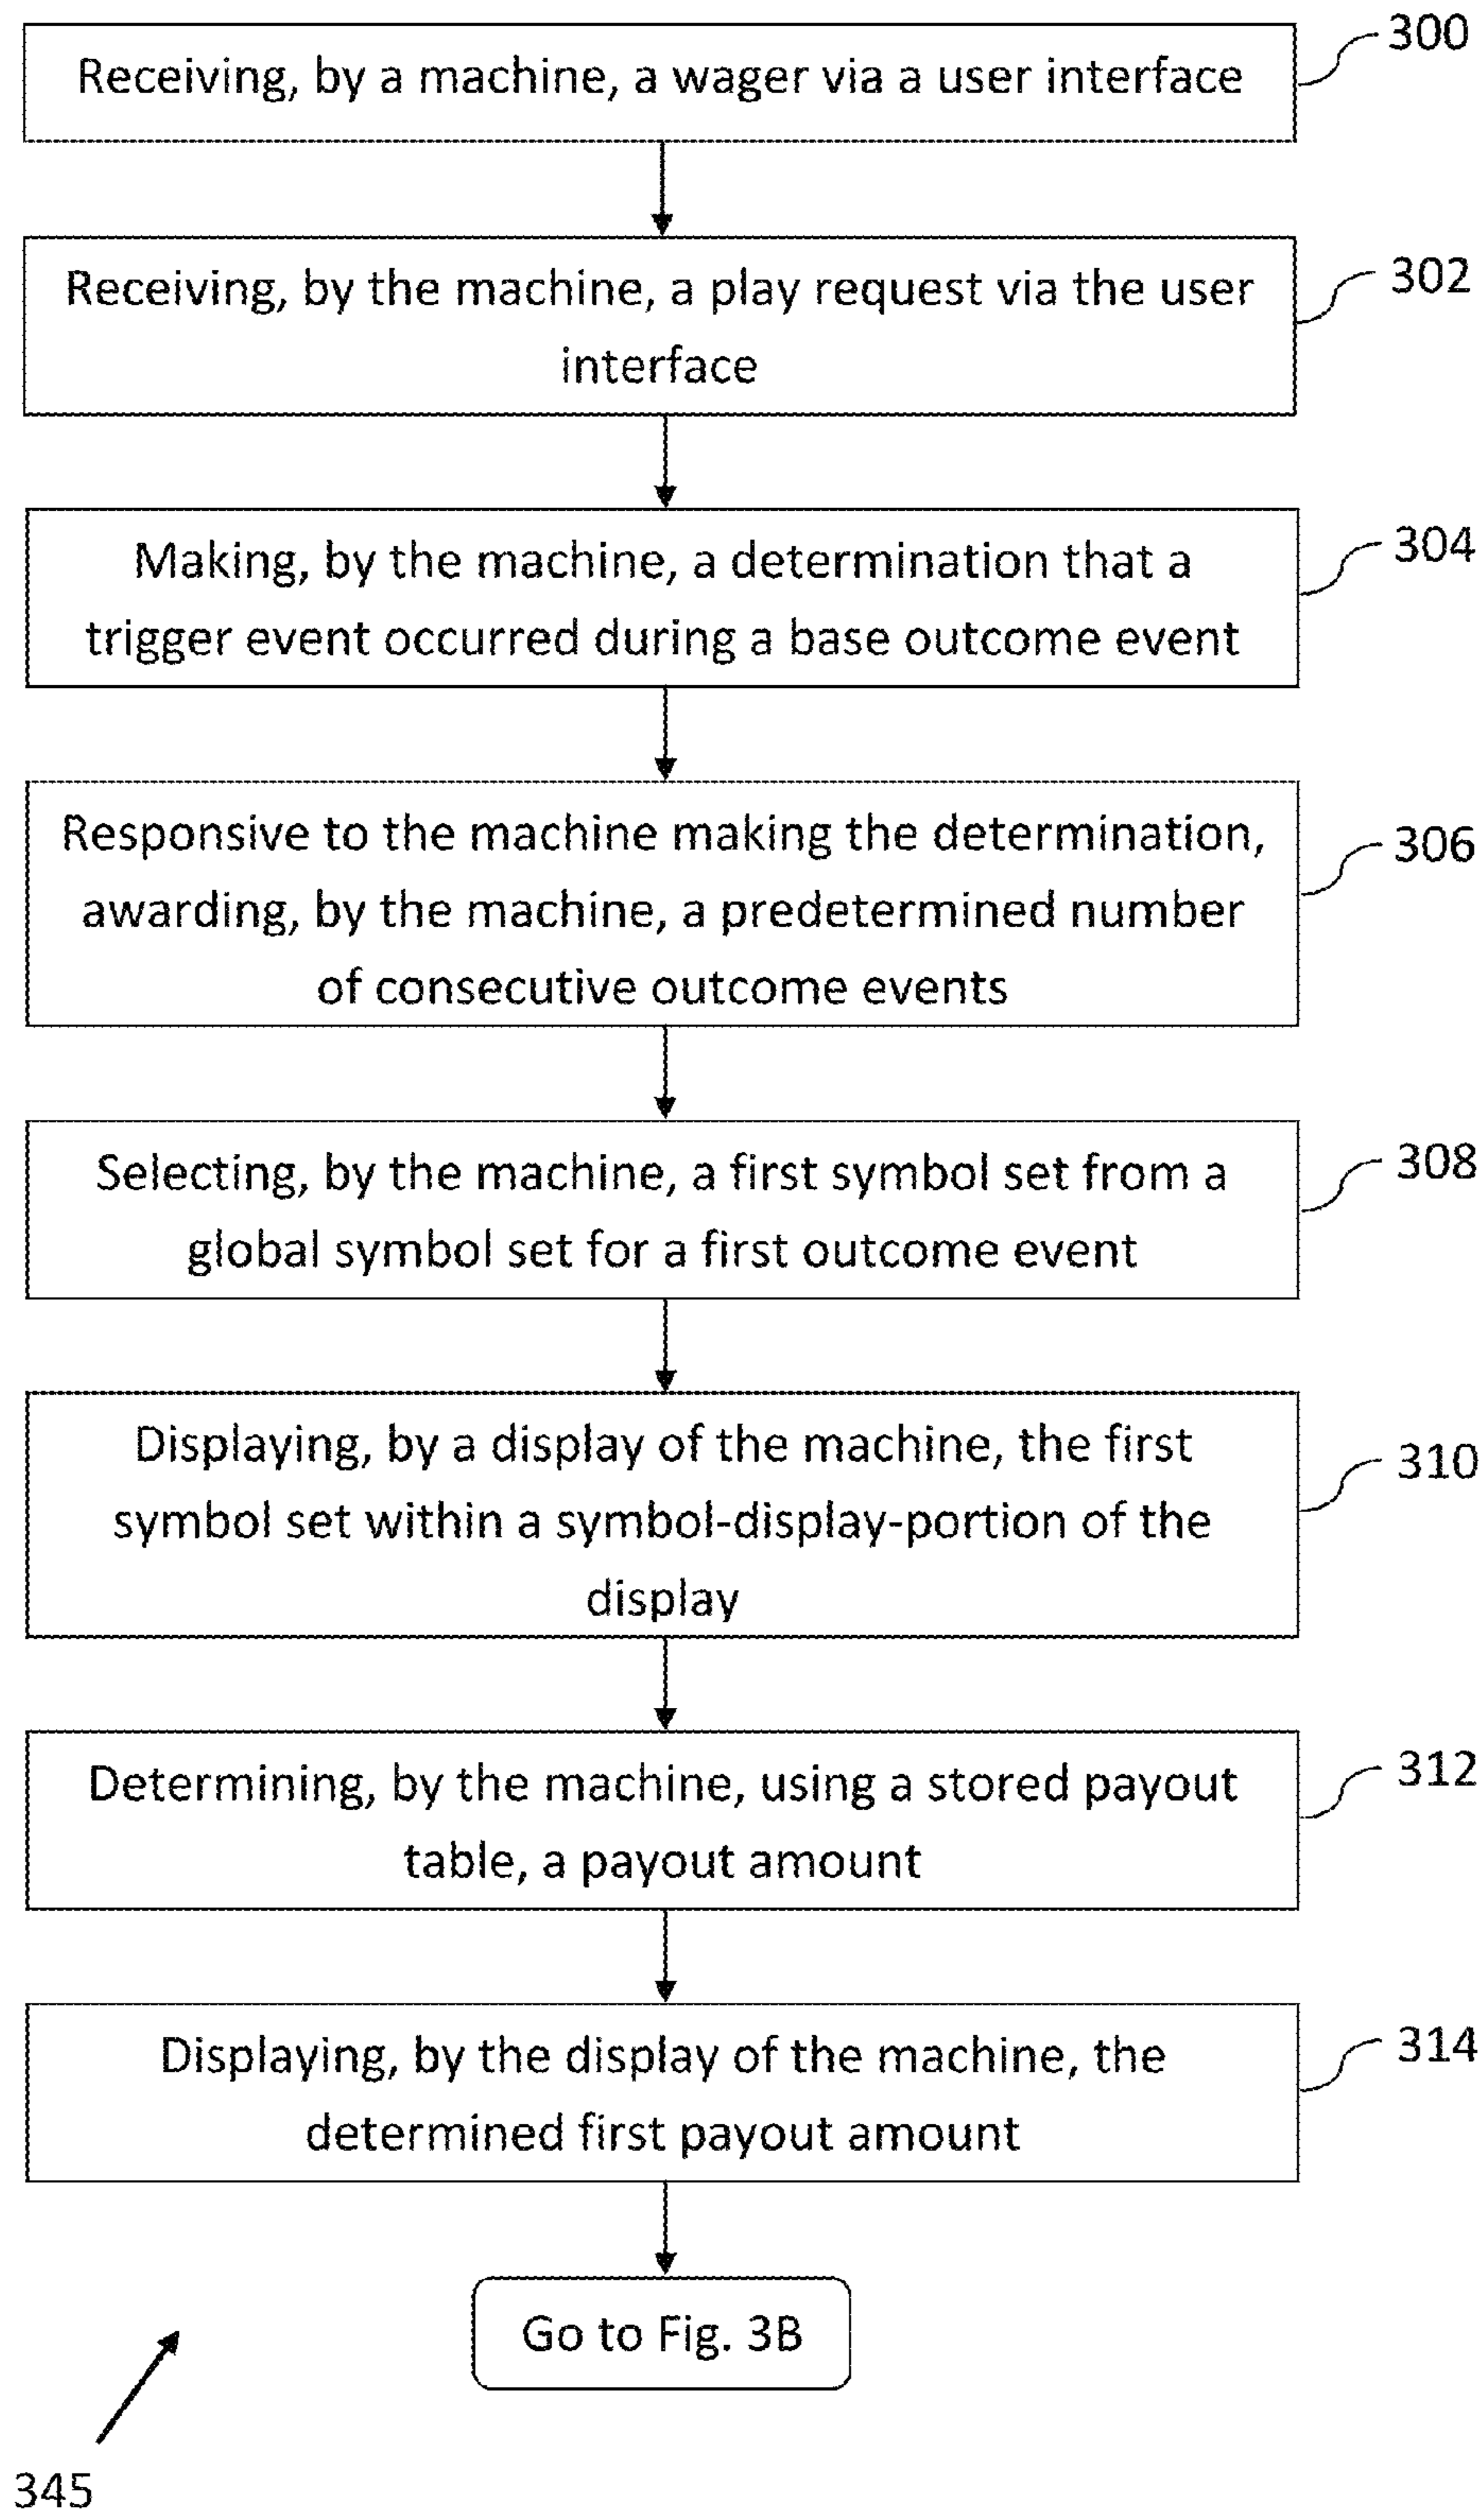 Receiving, by a machine, a wager via a user interface
300
Receiving, by the machine, a play request via the user
interface
302
Making, by the machine, a determination that a
trigger event occurred during a base outcome event
304
Responsive to the machine making the determination,
awarding, by the machine, a predetermined number
of consecutive outcome events
306
Selecting, by the machine, a first symbol set from a
global symbol set for a first outcome event
308
Displaying, by a display of the machine, the first
symbol set within a symbol-display-portion of the
display
310
Determining, by the machine, using a stored payout
table, a payout amount
312
Displaying, by the display of the machine, the
determined first payout amount
314
Go to Fig. 3B
345